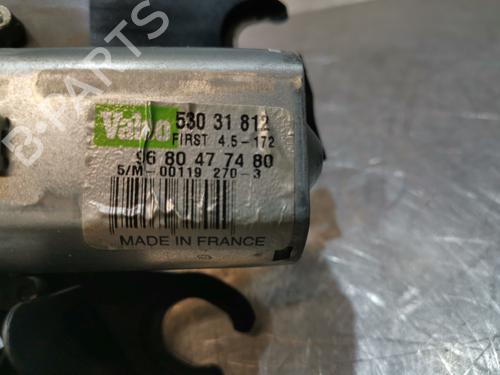 Valeo 530 31 812
FIRST 4.5-172
96 80 47 74 80
S/M-00119 270-3
MADE IN FRANCE
B-PARTS